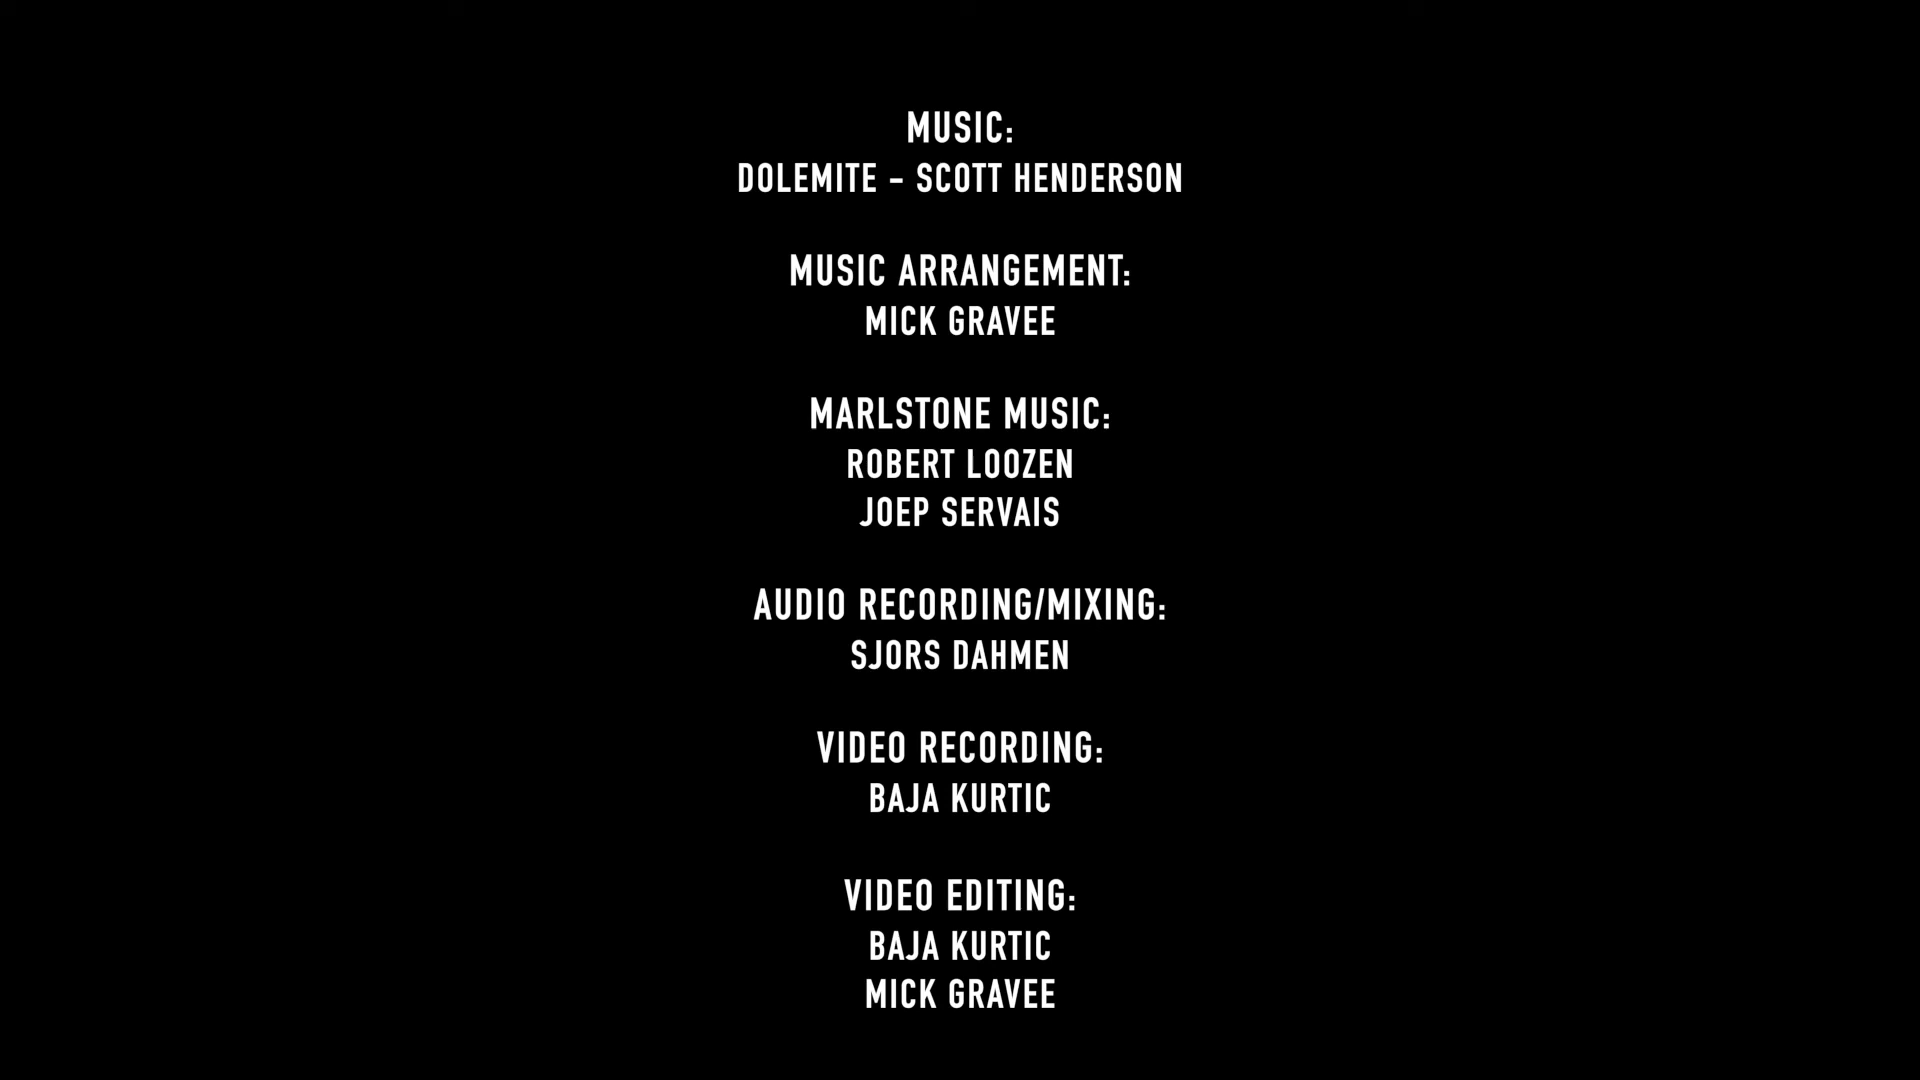 MUSIC:
DOLEMITE - SCOTT HENDERSON
MUSIC ARRANGEMENT:
MICK GRAVEE
MARLSTONE MUSIC:
ROBERT LOOZEN
JOEP SERVAIS
AUDIO RECORDING/MIXING:
SJORS DAHMEN
VIDEO RECORDING:
BAJA KURTIC
VIDEO EDITING:
BAJA KURTIC
MICK GRAVEE